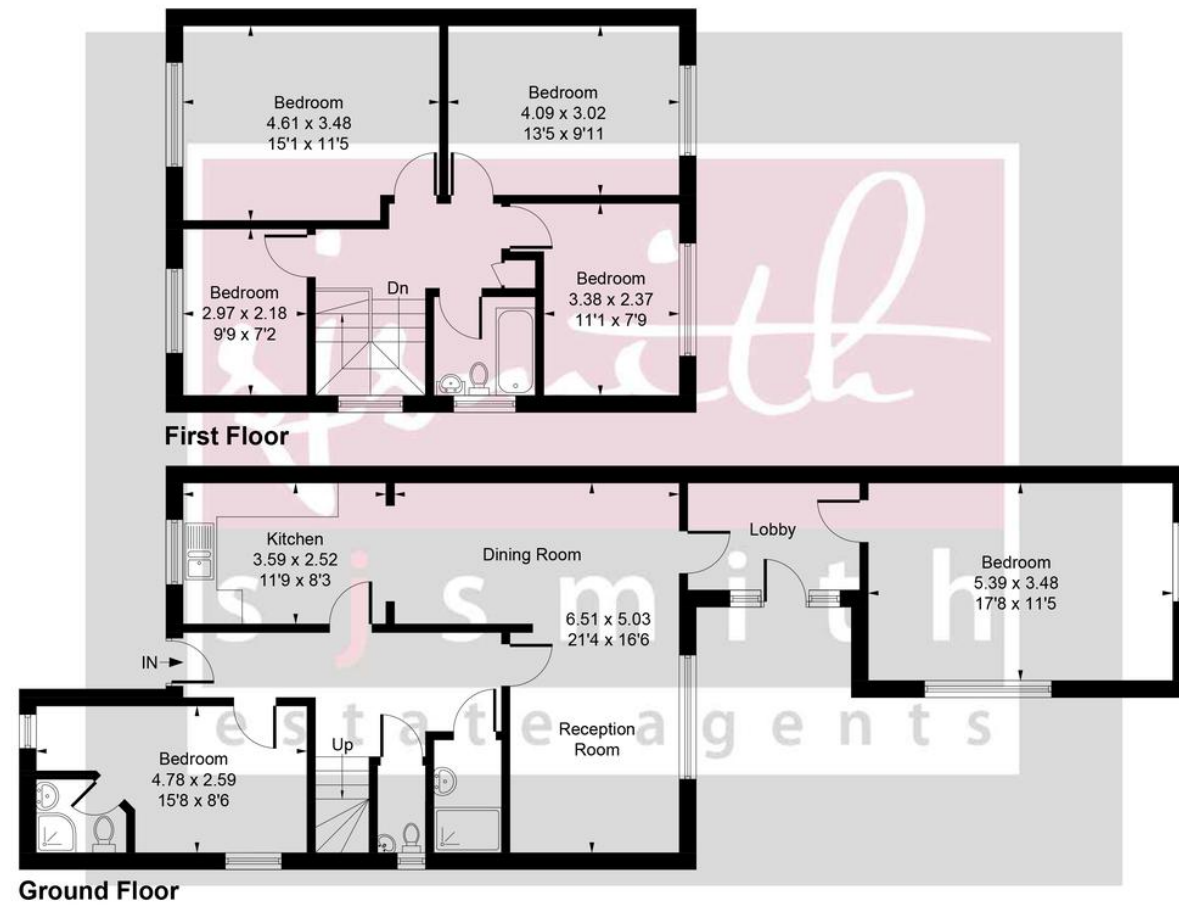 Bedroom
4.61 x 3.48
15'1 x 11'5
Bedroom
4.09 x 3.02
13'5 x 9'11
Bedroom
2.97 x 2.18
9'9 x 7'2
Dn
Bedroom
3.38 x 2.37
11'1 x 7'9
sjsmith
First Floor
Kitchen
3.59 x 2.52
11'9 x 8'3
Dining Room
6.51 x 5.03
21'4 x 16'6
Lobby
Bedroom
5.39 x 3.48
17'8 x 11'5
IN
sjsmith
estate agents
Bedroom
4.78 x 2.59
15'8 x 8'6
Up
Reception
Room
Ground Floor